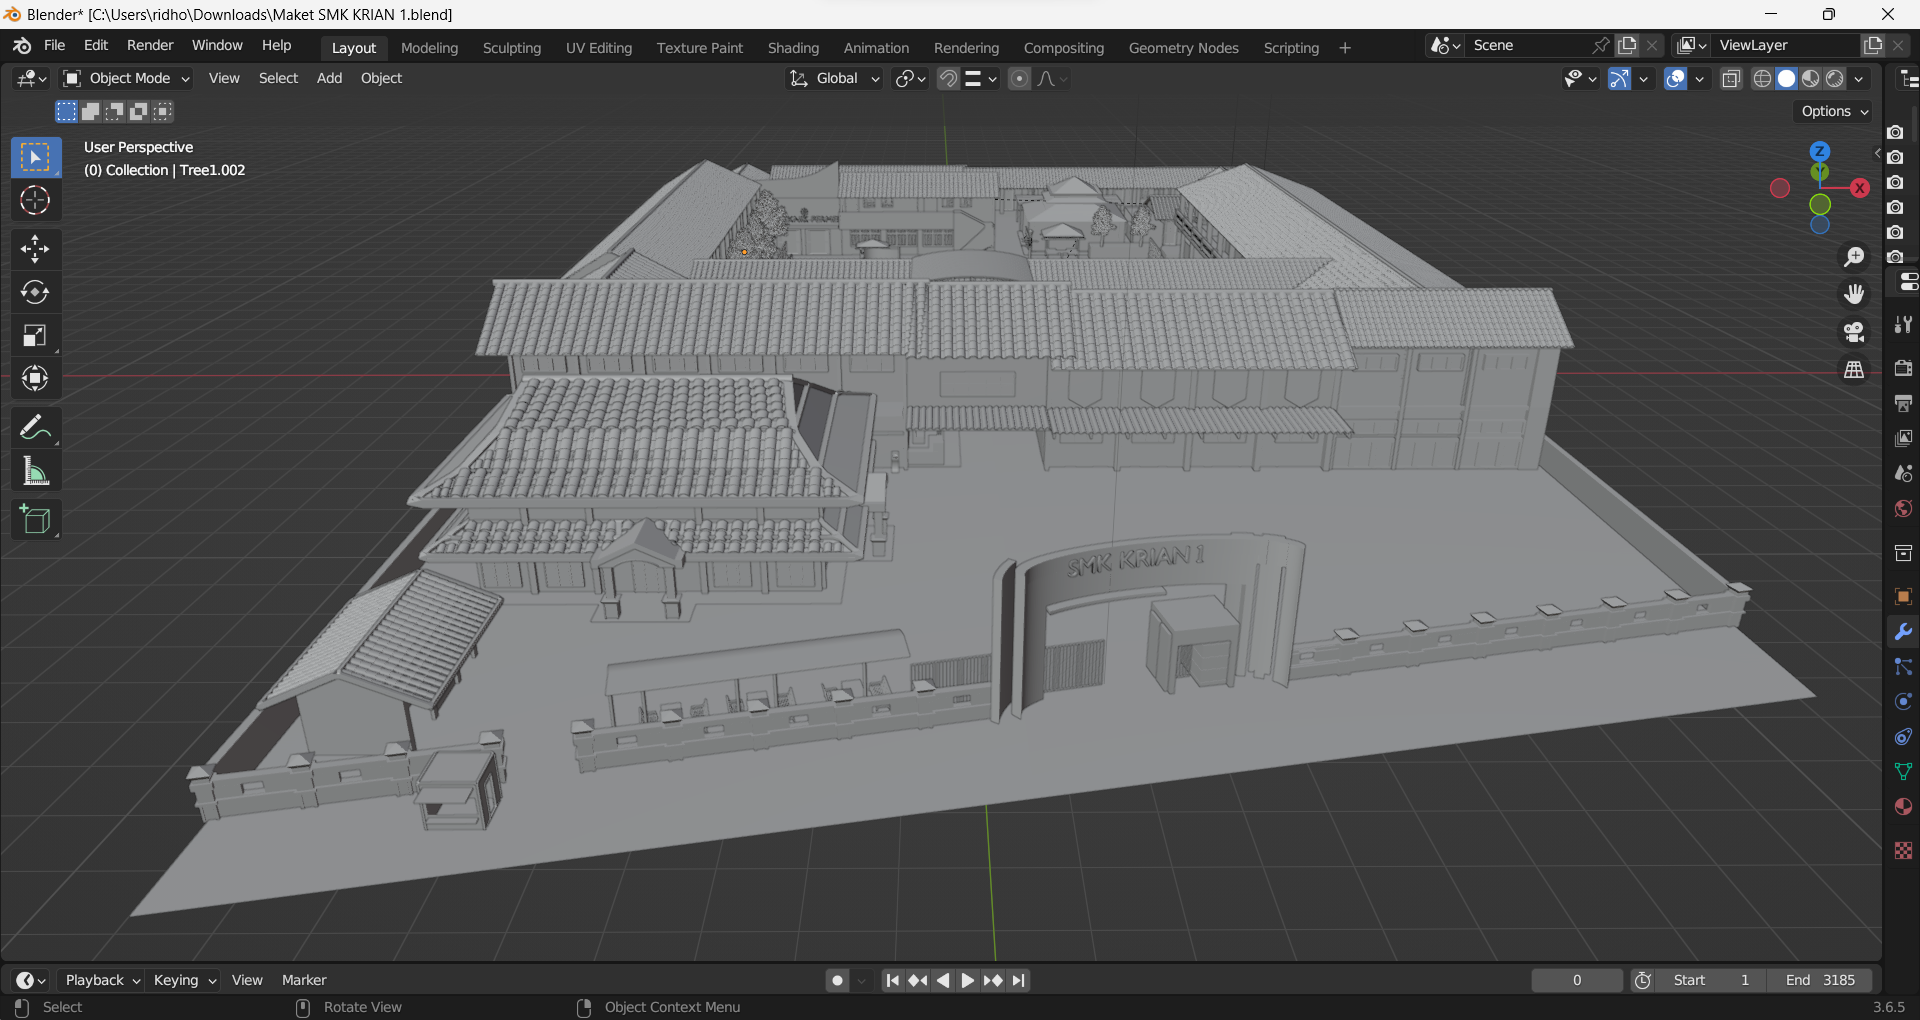 Blender* [C:\Users\ridho\Downloads\Maket SMK KRIAN 1.blend]
File Edit Render Window Help Layout Modeling Sculpting UV Editing Texture Paint Shading Animation Rendering Compositing Geometry Nodes Scripting + Scene ViewLayer
Object Mode View Select Add Object Global
Options
User Perspective
(0) Collection | Tree1.002
Z
Y
X
SMK KRIAN 1
Playback Keying View Marker 0 Start 1 End 3185
Select Rotate View Object Context Menu 3.6.5